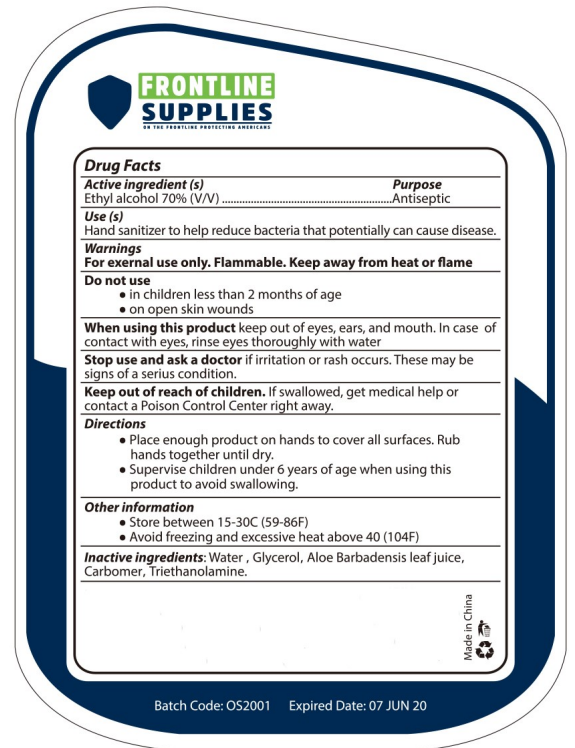 FRONTLINE
SUPPLIES
ON THE FRONTLINE PROTECTING AMERICANS
Drug Facts
Active ingredient (s) Purpose
Ethyl alcohol 70% (V/V) ............................................................Antiseptic
Use (s)
Hand sanitizer to help reduce bacteria that potentially can cause disease.
Warnings
For exernal use only. Flammable. Keep away from heat or flame
Do not use
● in children less than 2 months of age
● on open skin wounds
When using this product keep out of eyes, ears, and mouth. In case of
contact with eyes, rinse eyes thoroughly with water
Stop use and ask a doctor if irritation or rash occurs. These may be
signs of a serius condition.
Keep out of reach of children. If swallowed, get medical help or
contact a Poison Control Center right away.
Directions
● Place enough product on hands to cover all surfaces. Rub
hands together until dry.
● Supervise children under 6 years of age when using this
product to avoid swallowing.
Other information
● Store between 15-30C (59-86F)
● Avoid freezing and excessive heat above 40 (104F)
Inactive ingredients: Water , Glycerol, Aloe Barbadensis leaf juice,
Carbomer, Triethanolamine.
Made in China
Batch Code: OS2001 Expired Date: 07 JUN 20